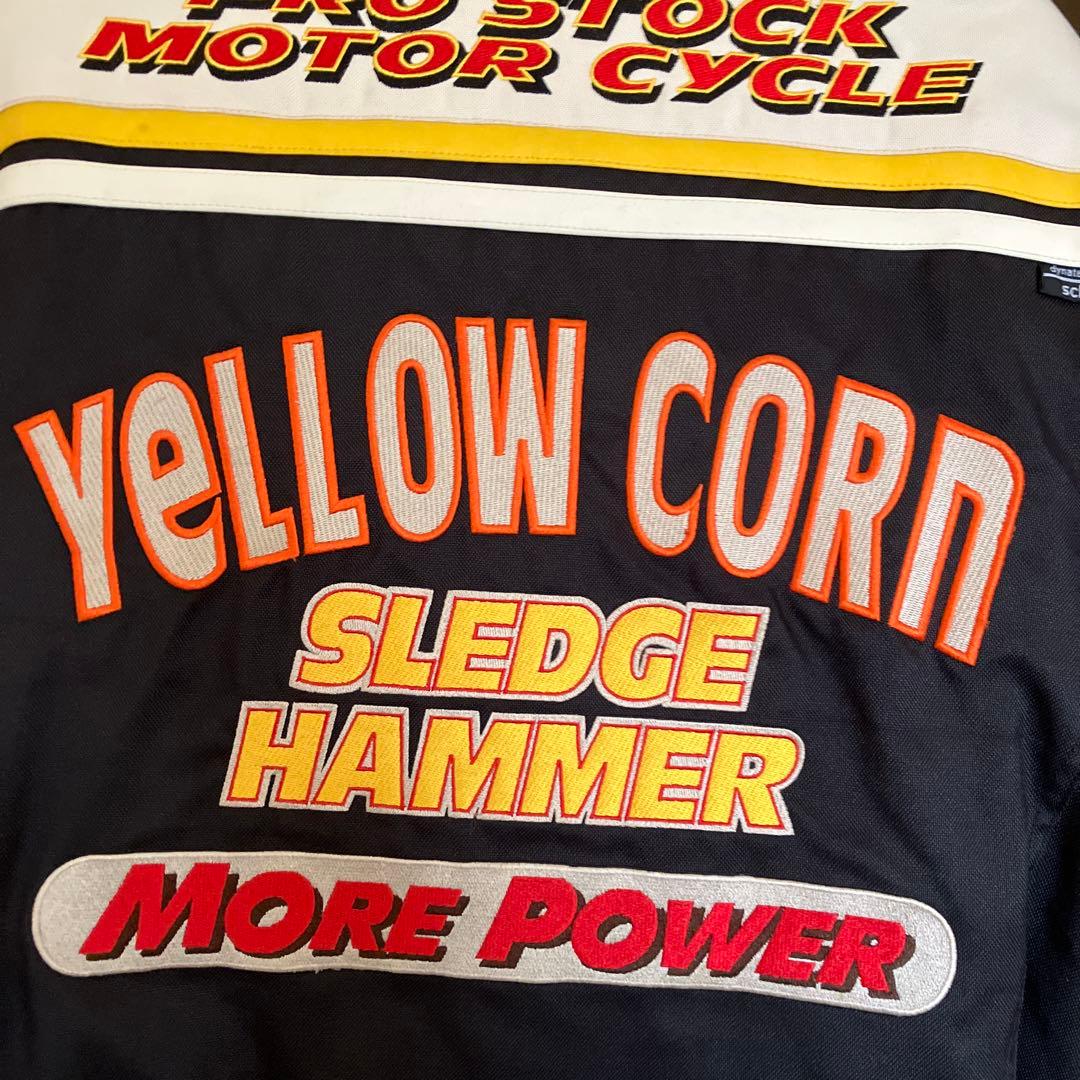 PRO STOCK
MOTOR CYCLE
YeLLOW CORn
SLEDGE
HAMMER
MORE POWER